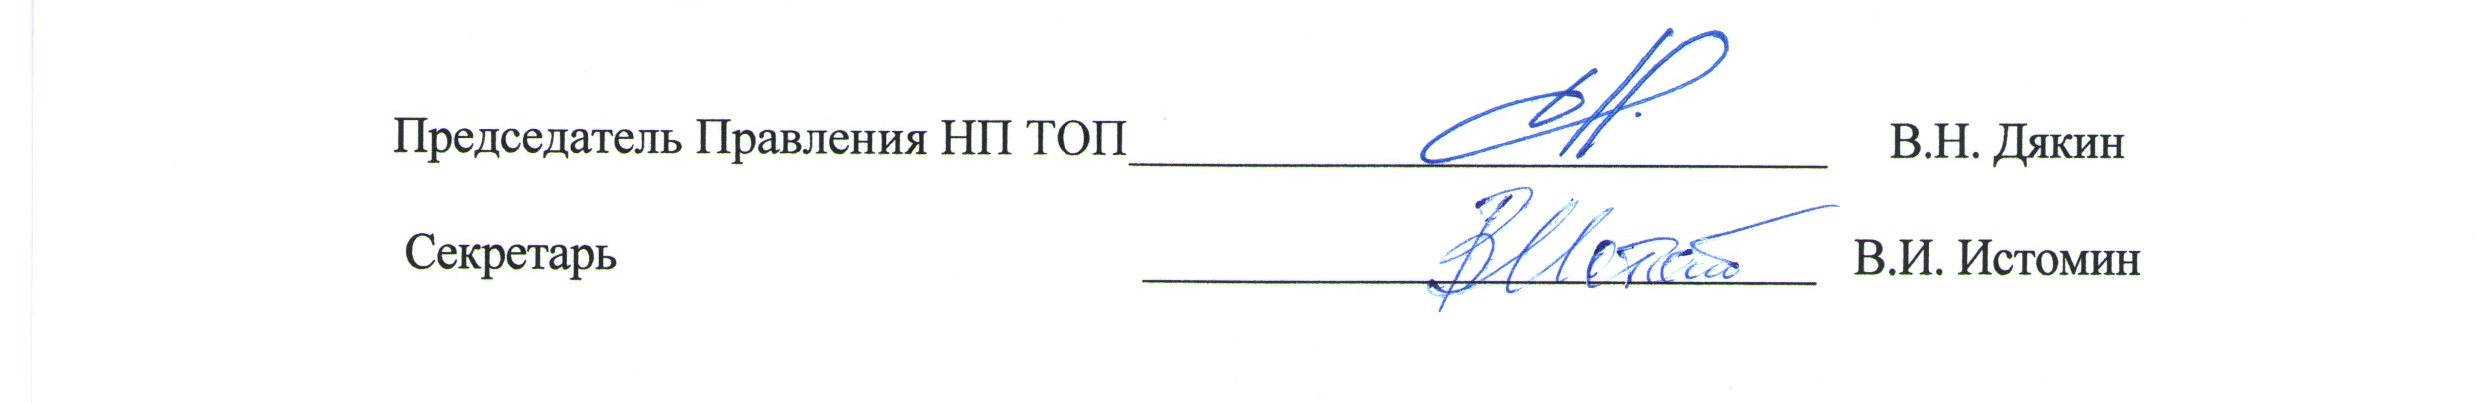 Председатель Правления НП ТОП В.Н. Дякин
Секретарь В.И. Истомин